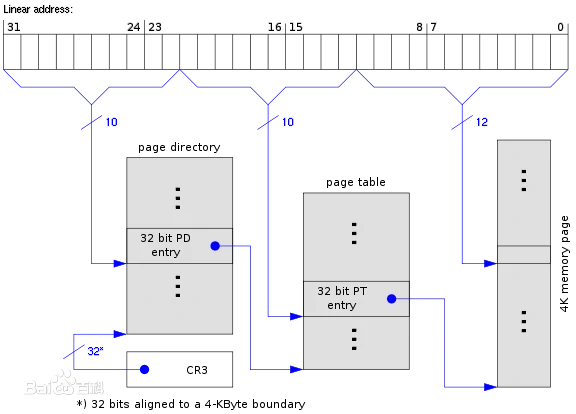 Linear address:
31 24 23 16 15 8 7 0
10 10 12
page directory
page table
32 bit PD
entry
32 bit PT
entry
4K memory page
32*
CR3
Bai百科
*) 32 bits aligned to a 4-KByte boundary